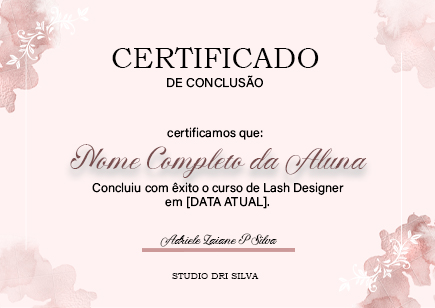 CERTIFICADO
DE CONCLUSÃO
certificamos que:
Nome Completo da Aluna
Concluiu com êxito o curso de Lash Designer
em [DATA ATUAL].
Adriele Zaiane P Silva
STUDIO DRI SILVA